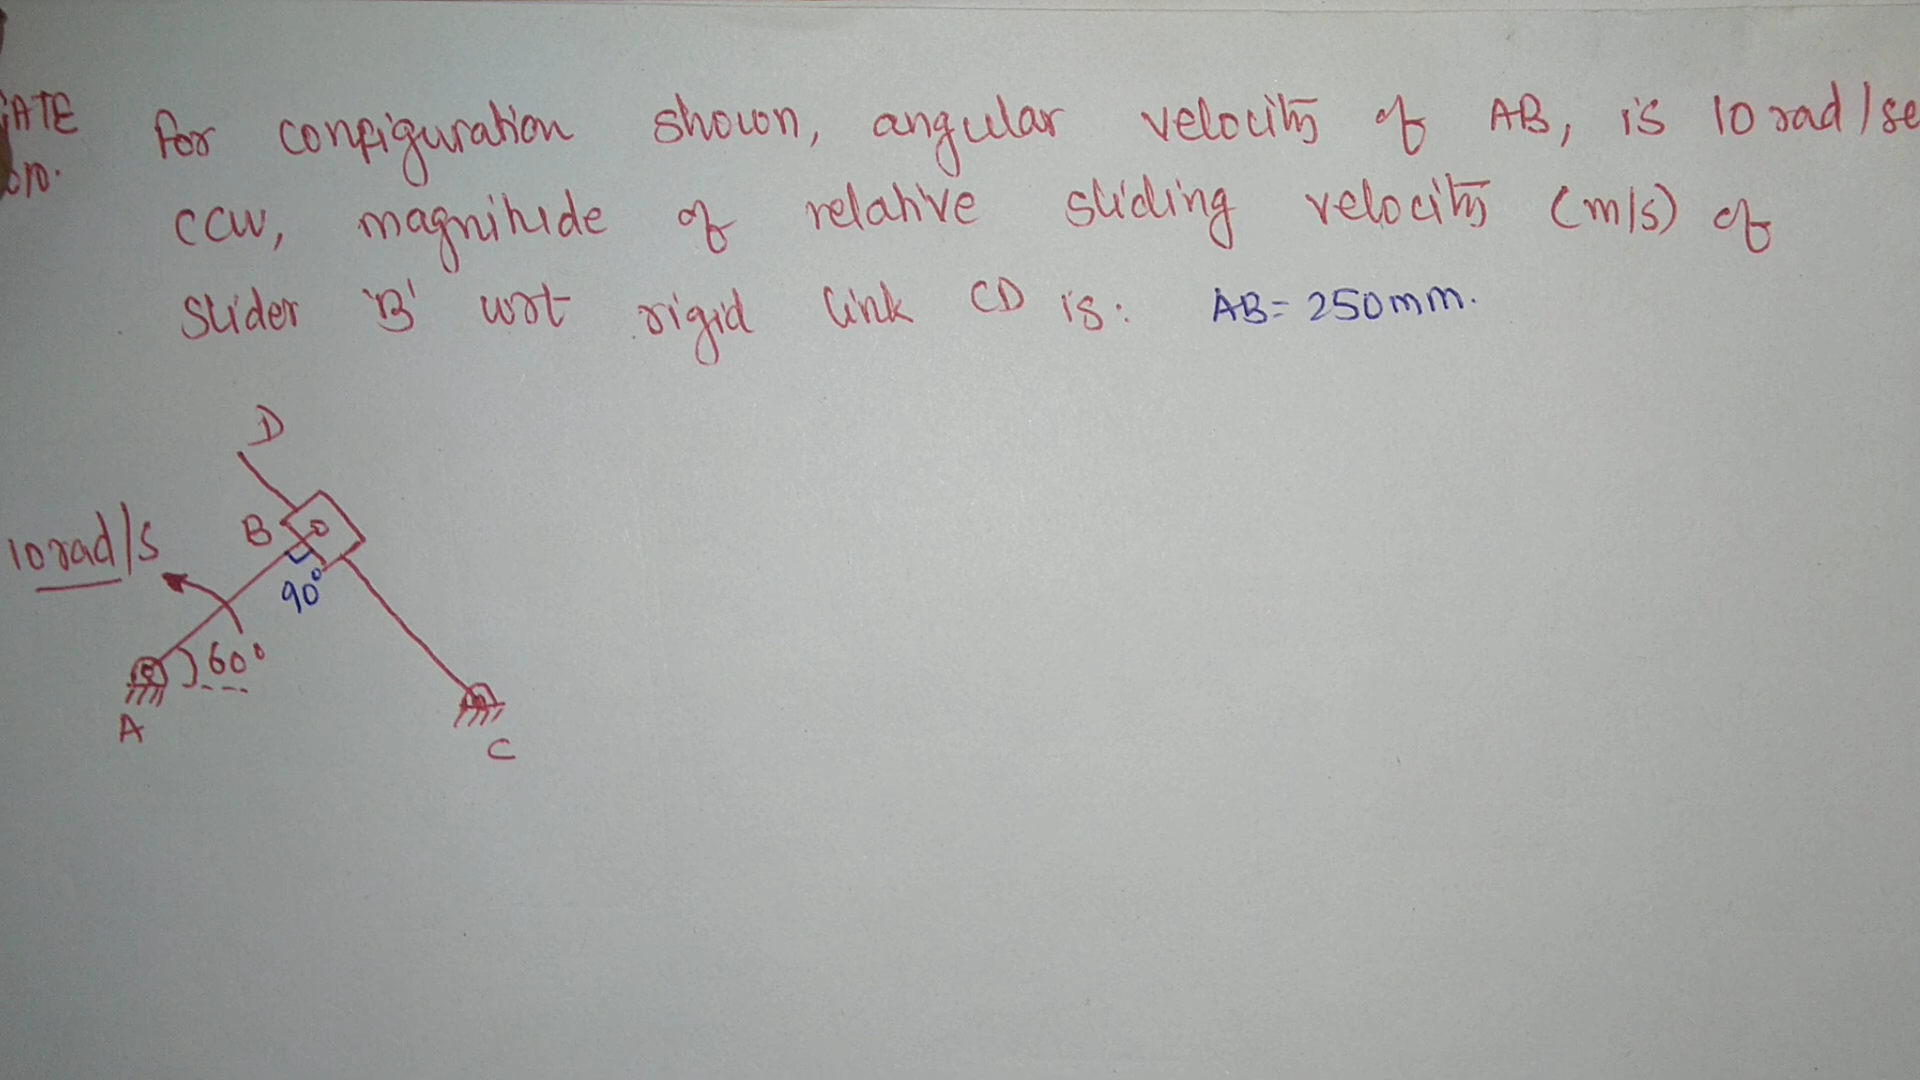 For configuration shown, angular velocity of AB, is 10 rad/se
CCW, magnitude of relative sliding velocity (m/s) of
slider 'B' wrt rigid link CD is: AB = 250mm.
D
B
10 rad/s
90°
60°
A
C